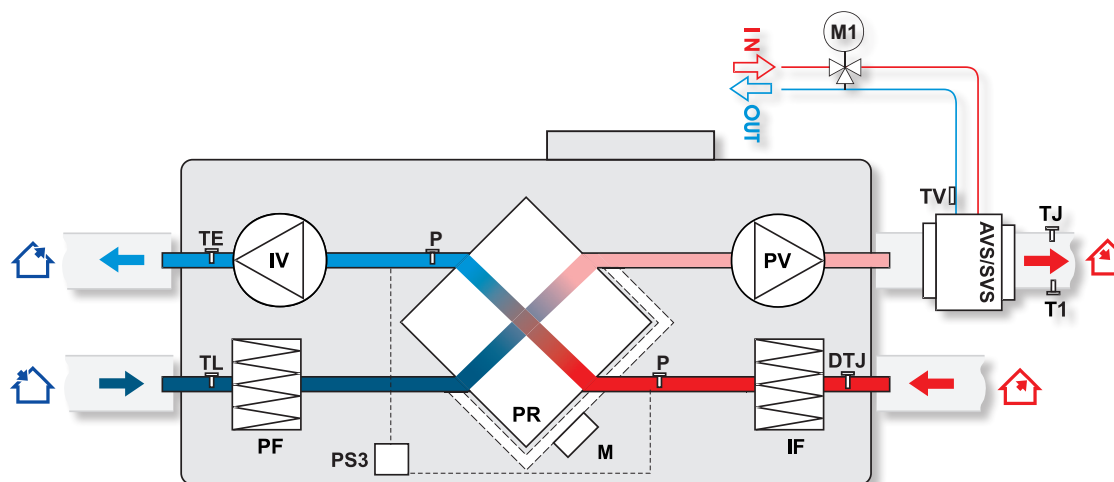 IN
M1
OUT
TV
AVS/SVS
TJ
T1
TE
IV
P
PV
TL
PF
PR
P
DTJ
IF
PS3
M